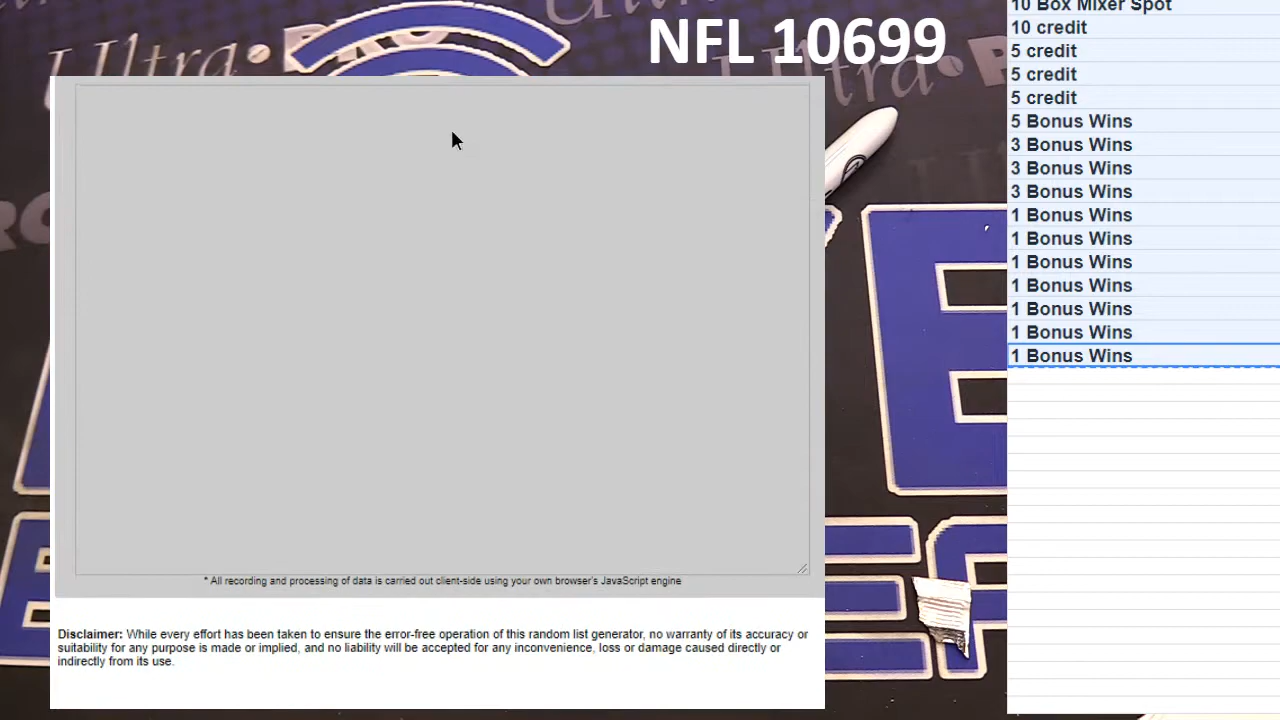 Ultra PRO
NFL 10699
10 Box Mixer Spot
10 credit
5 credit
5 credit
5 credit
5 Bonus Wins
3 Bonus Wins
3 Bonus Wins
3 Bonus Wins
1 Bonus Wins
1 Bonus Wins
1 Bonus Wins
1 Bonus Wins
1 Bonus Wins
1 Bonus Wins
1 Bonus Wins
* All recording and processing of data is carried out client-side using your own browser's JavaScript engine
Disclaimer: While every effort has been taken to ensure the error-free operation of this random list generator, no warranty of its accuracy or
suitability for any purpose is made or implied, and no liability will be accepted for any inconvenience, loss or damage caused directly or
indirectly from its use.